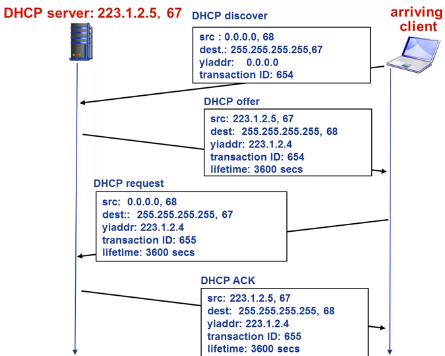 DHCP server: 223.1.2.5, 67
arriving
client
DHCP discover
src : 0.0.0.0, 68
dest.: 255.255.255.255,67
yiaddr: 0.0.0.0
transaction ID: 654
DHCP offer
src: 223.1.2.5, 67
dest: 255.255.255.255, 68
yiaddr: 223.1.2.4
transaction ID: 654
lifetime: 3600 secs
DHCP request
src: 0.0.0.0, 68
dest:: 255.255.255.255, 67
yiaddr: 223.1.2.4
transaction ID: 655
lifetime: 3600 secs
DHCP ACK
src: 223.1.2.5, 67
dest: 255.255.255.255, 68
yiaddr: 223.1.2.4
transaction ID: 655
lifetime: 3600 secs